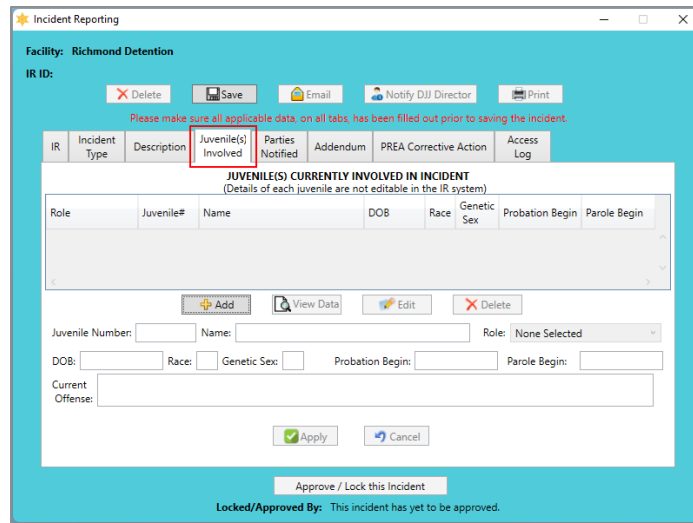 Incident Reporting
Facility: Richmond Detention
IR ID:
Delete Save Email Notify DJJ Director Print
Please make sure all applicable data, on all tabs, has been filled out prior to saving the incident.
IR Incident Type Description Juvenile(s) Involved Parties Notified Addendum PREA Corrective Action Access Log
JUVENILE(S) CURRENTLY INVOLVED IN INCIDENT
(Details of each juvenile are not editable in the IR system)
Role Juvenile# Name DOB Race Genetic Sex Probation Begin Parole Begin
Add View Data Edit Delete
Juvenile Number: Name: Role: None Selected
DOB: Race: Genetic Sex: Probation Begin: Parole Begin:
Current
Offense:
Apply Cancel
Approve / Lock this Incident
Locked/Approved By: This incident has yet to be approved.